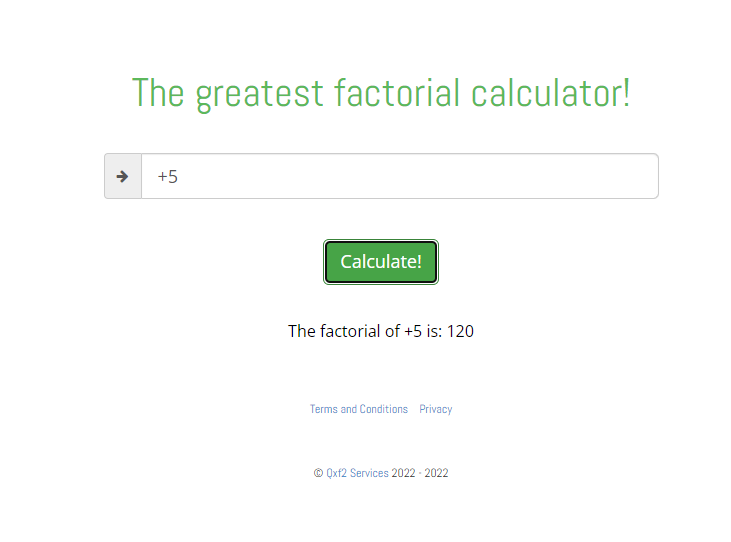 The greatest factorial calculator!
+5
Calculate!
The factorial of +5 is: 120
Terms and Conditions Privacy
© Qxf2 Services 2022 - 2022